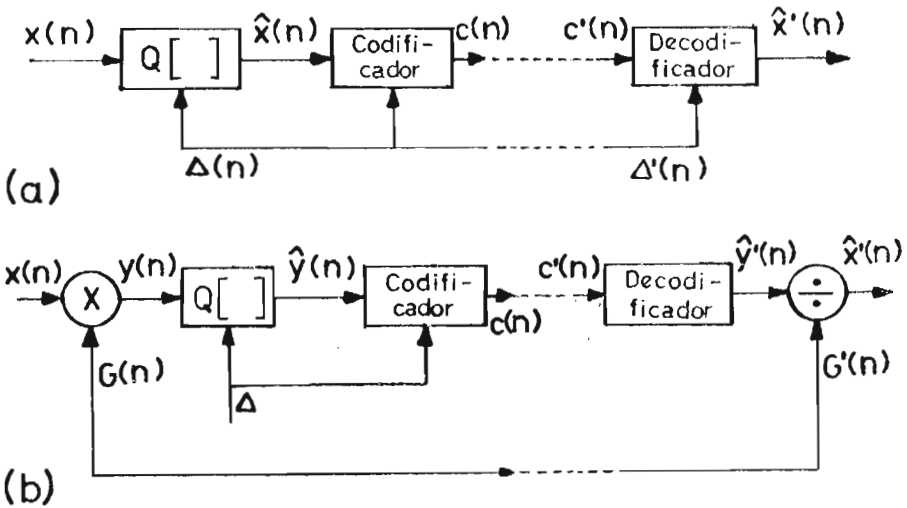 x(n) Q[ ] x̂(n) Codifi-cador c(n) c'(n) Decodi-ficador x̂'(n)
Δ(n) Δ'(n)
(a)
x(n) X y(n) Q[ ] ŷ(n) Codifi-cador c(n) c'(n) Decodi-ficador ŷ'(n) ÷ x̂'(n)
G(n) Δ G'(n)
(b)